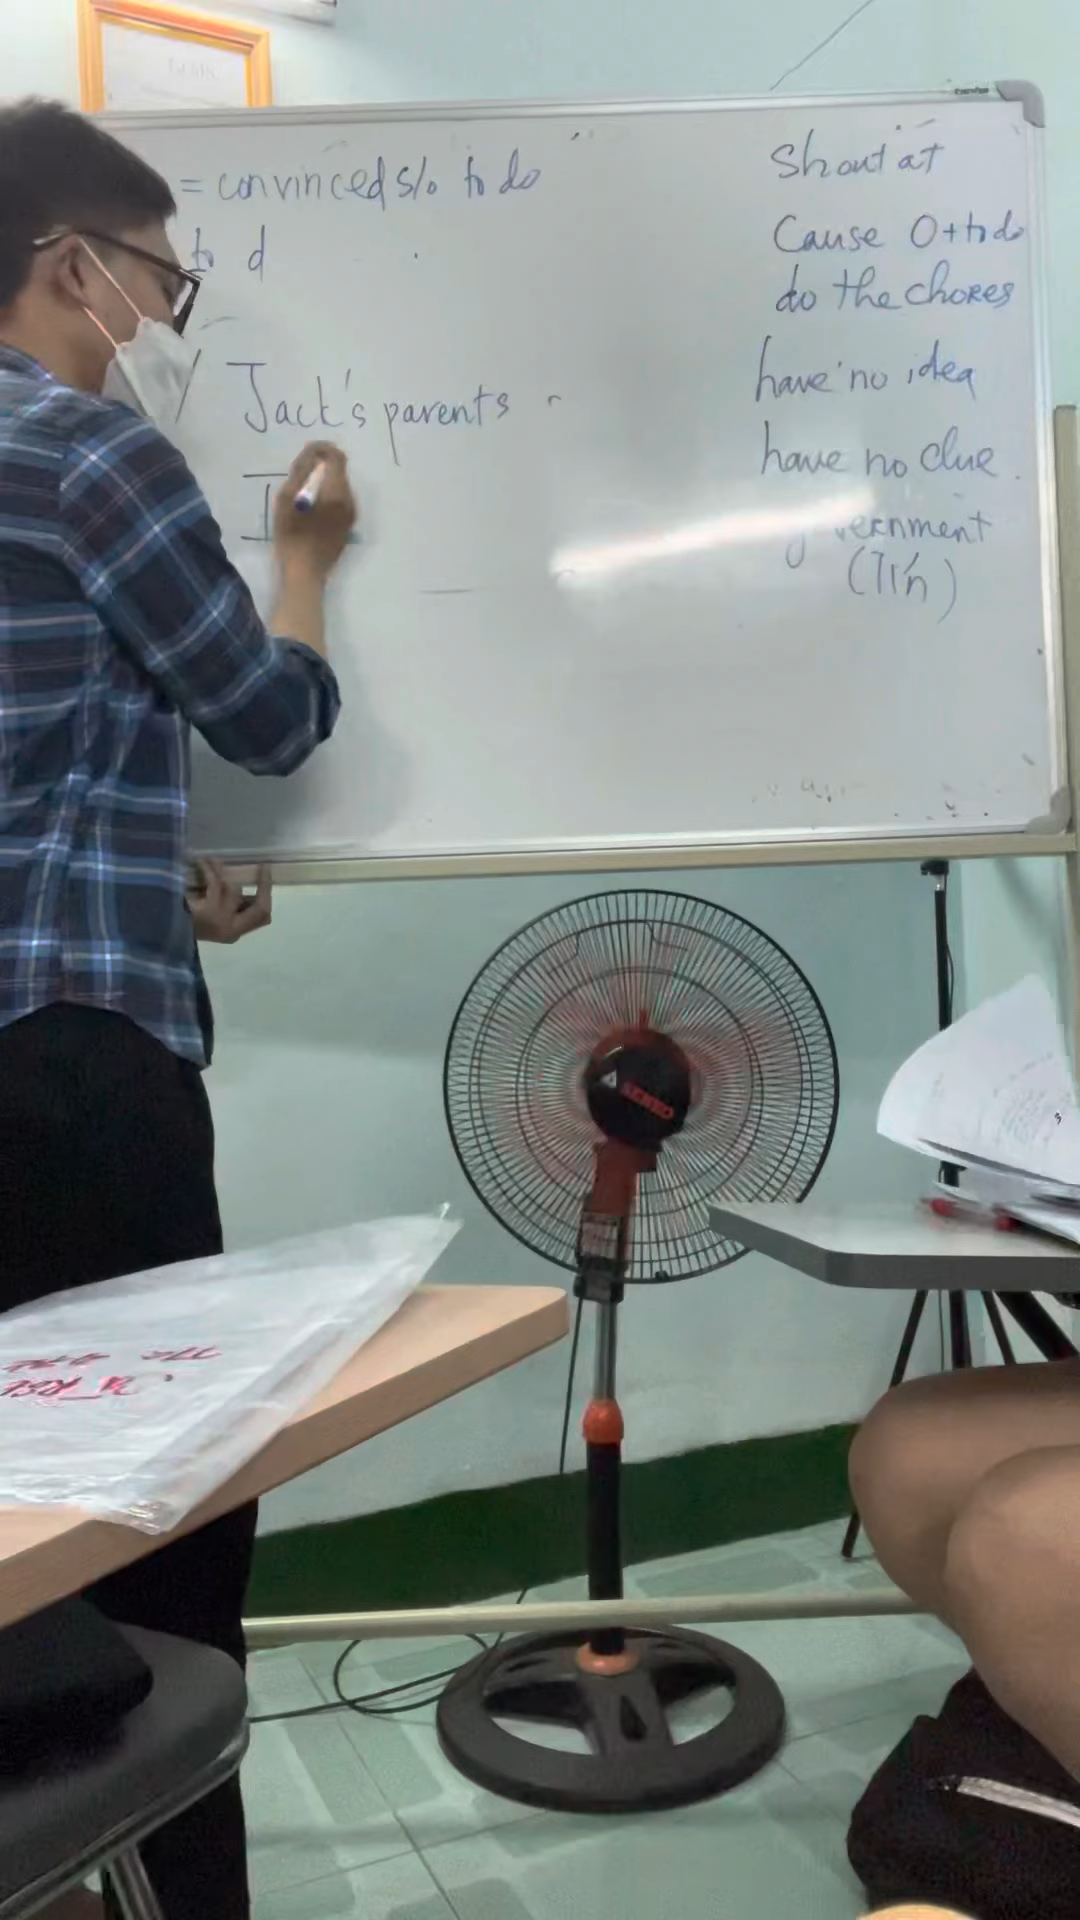 = convinced s/o to do
to d
Jack's parents
I
Shout at
Cause O + to do
do the chores
have no idea
have no clue
vernment
(Tín)
SENKO